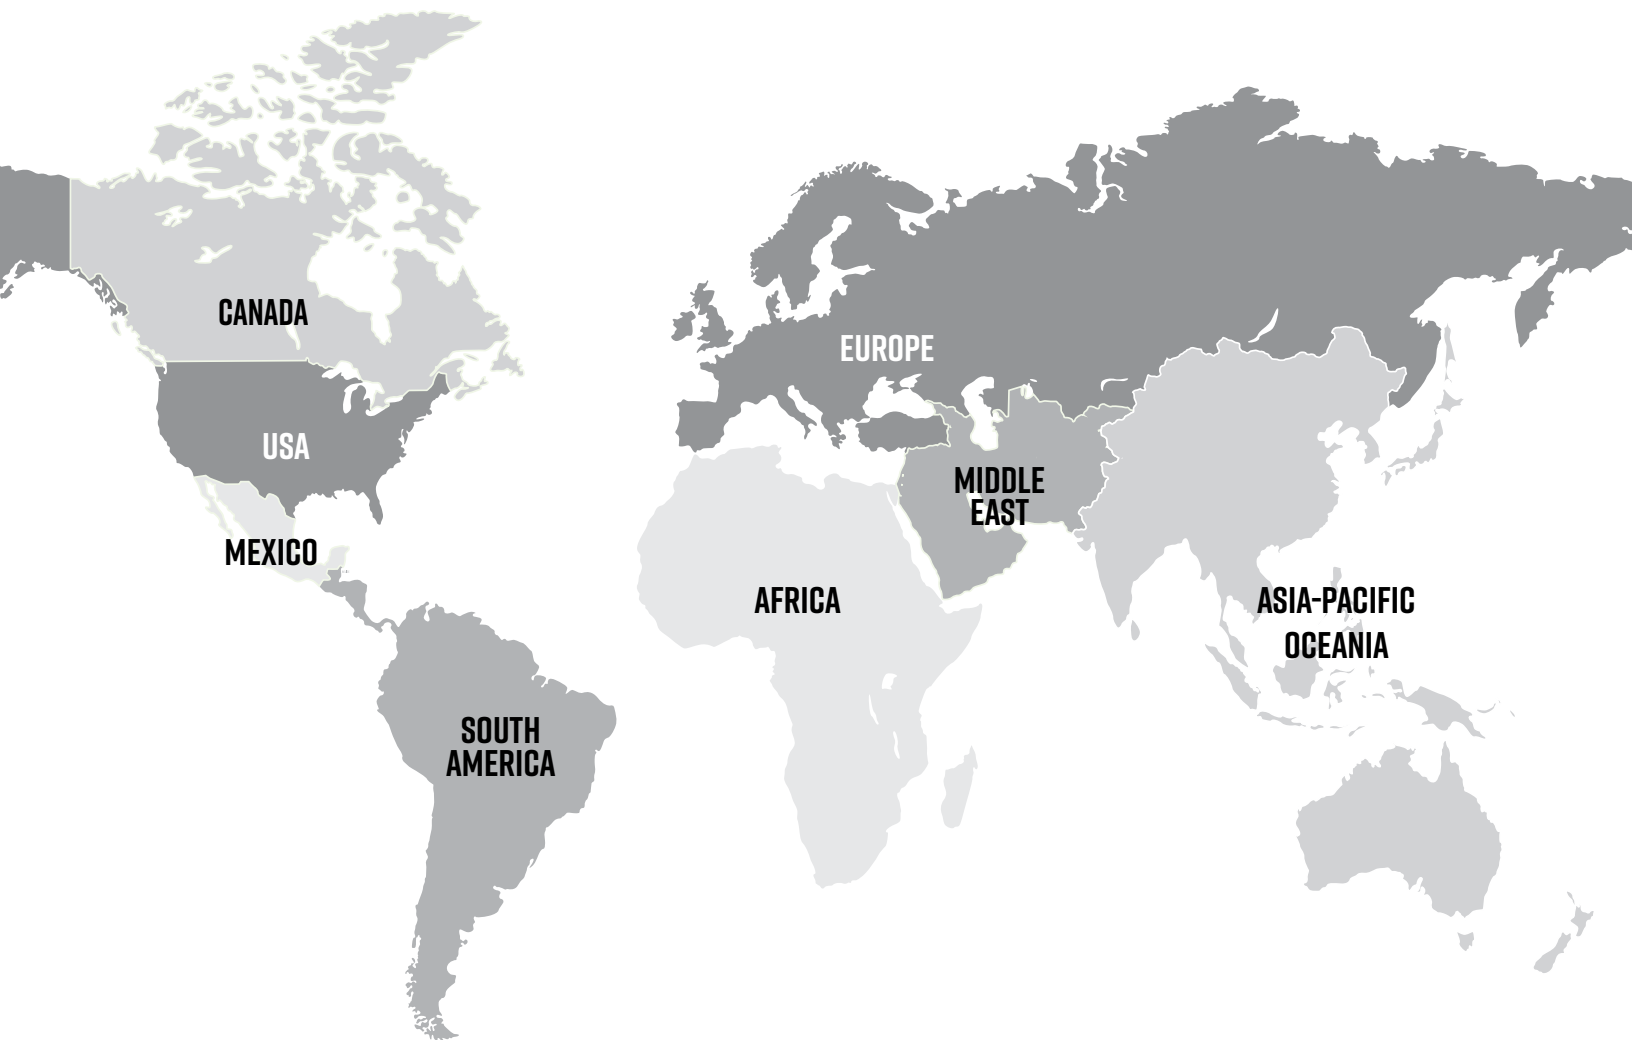 CANADA
EUROPE
USA
MIDDLE
EAST
MEXICO
AFRICA
ASIA-PACIFIC
OCEANIA
SOUTH
AMERICA